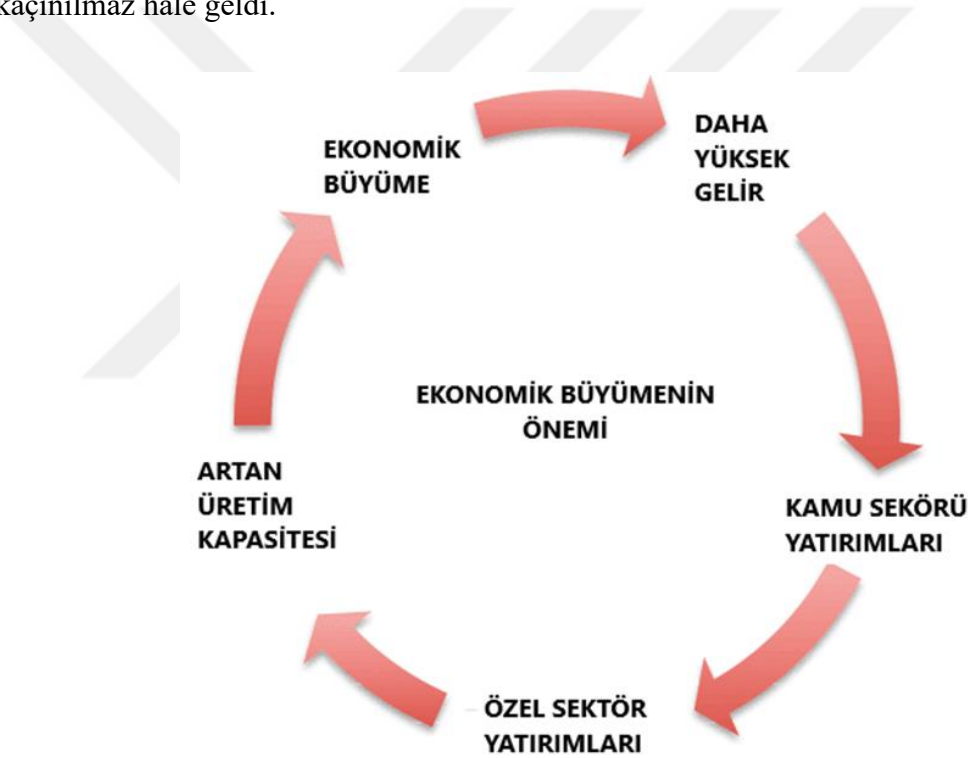 kaçınılmaz hale geldi.
EKONOMİK
BÜYÜME
DAHA
YÜKSEK
GELİR
EKONOMİK BÜYÜMENİN
ÖNEMİ
ARTAN
ÜRETİM
KAPASİTESİ
KAMU SEKÖRÜ
YATIRIMLARI
ÖZEL SEKTÖR
YATIRIMLARI